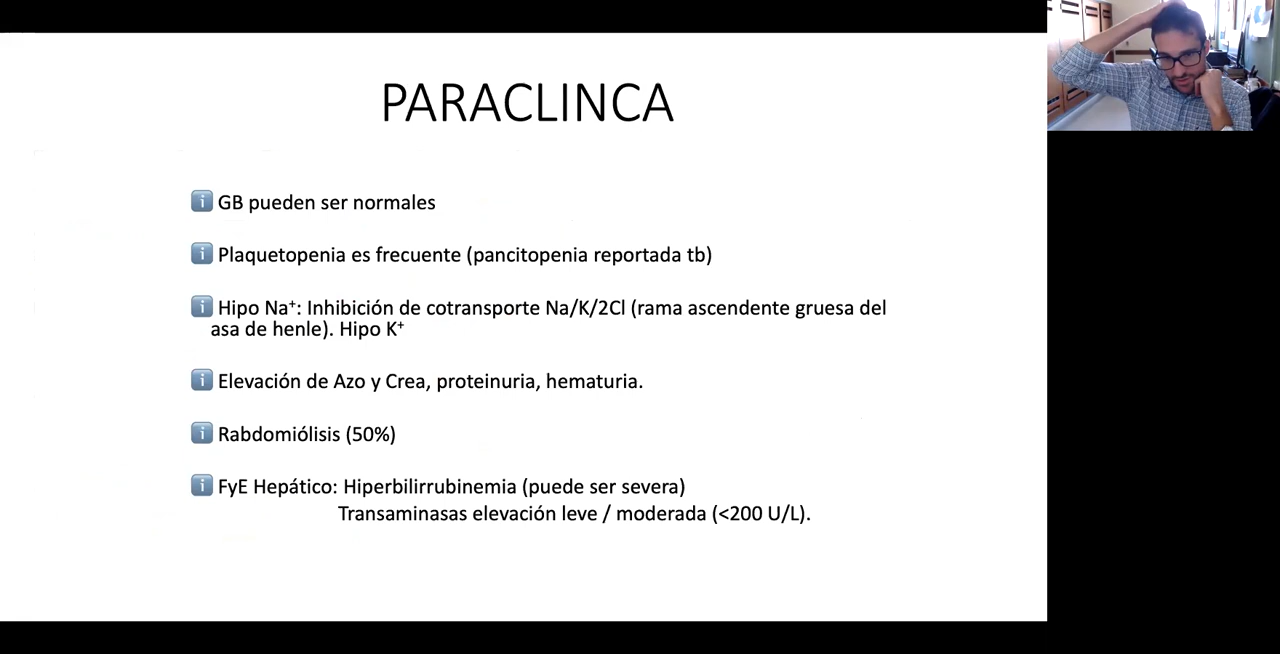 PARACLINCA
ℹ️ GB pueden ser normales
ℹ️ Plaquetopenia es frecuente (pancitopenia reportada tb)
ℹ️ Hipo Na⁺: Inhibición de cotransporte Na/K/2Cl (rama ascendente gruesa del
asa de henle). Hipo K⁺
ℹ️ Elevación de Azo y Crea, proteinuria, hematuria.
ℹ️ Rabdomiólisis (50%)
ℹ️ FyE Hepático: Hiperbilirrubinemia (puede ser severa)
Transaminasas elevación leve / moderada (<200 U/L).